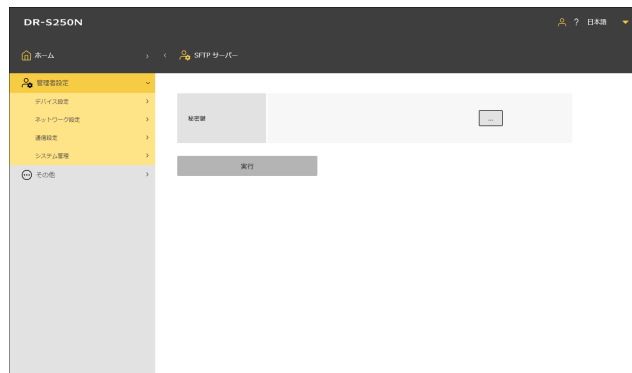 DR-S250N
? 日本語
ホーム
SFTP サーバー
管理者設定
デバイス設定
ネットワーク設定
通信設定
システム管理
その他
秘密鍵
...
実行